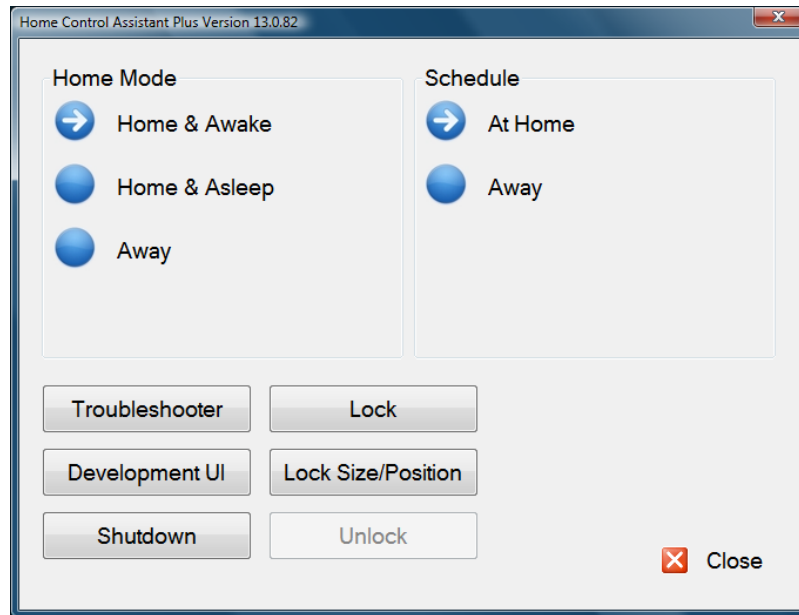 Home Control Assistant Plus Version 13.0.82
Home Mode
Home & Awake
Home & Asleep
Away
Schedule
At Home
Away
Troubleshooter
Lock
Development UI
Lock Size/Position
Shutdown
Unlock
Close